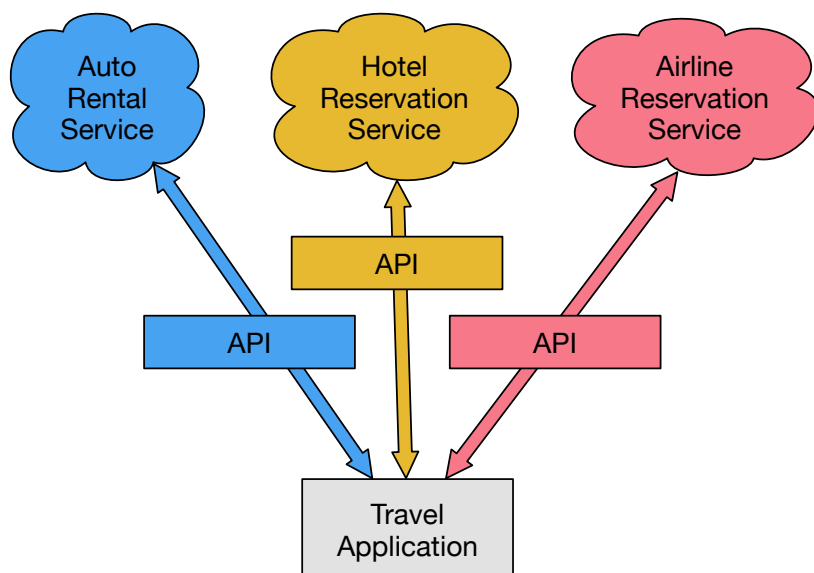 Auto
Rental
Service
Hotel
Reservation
Service
Airline
Reservation
Service
API
API
API
Travel
Application